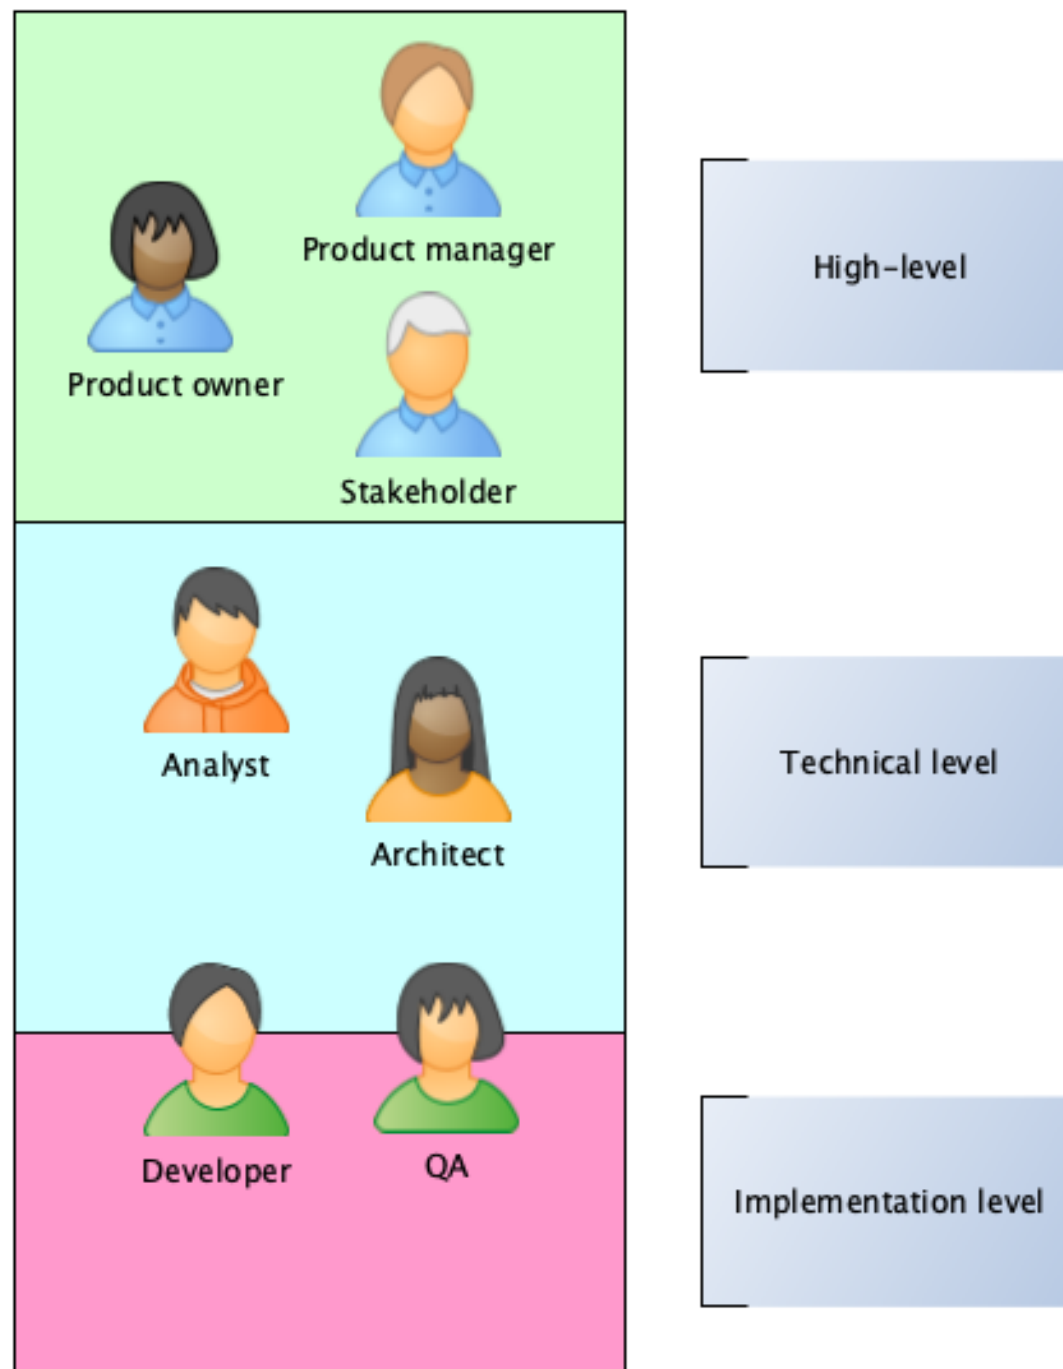 Product manager
High-level
Product owner
Stakeholder
Analyst
Technical level
Architect
Developer
QA
Implementation level